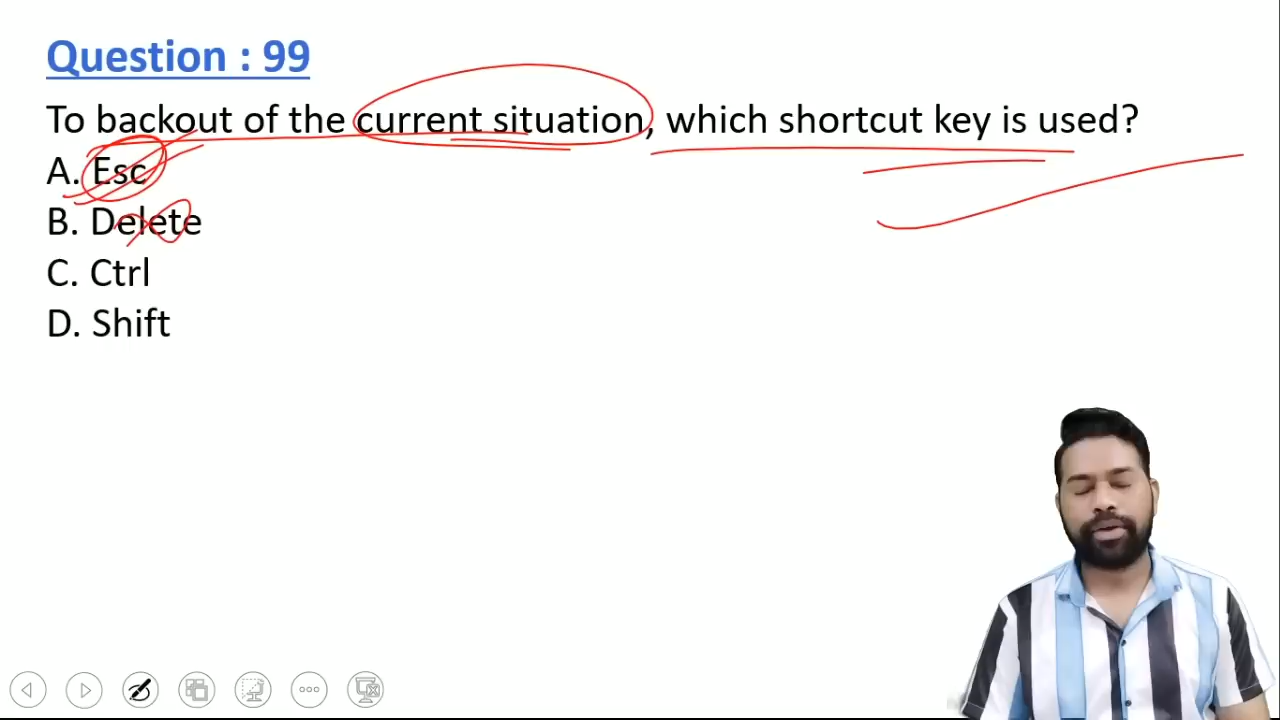 Question : 99
To backout of the current situation, which shortcut key is used?
A. Esc
B. Delete
C. Ctrl
D. Shift